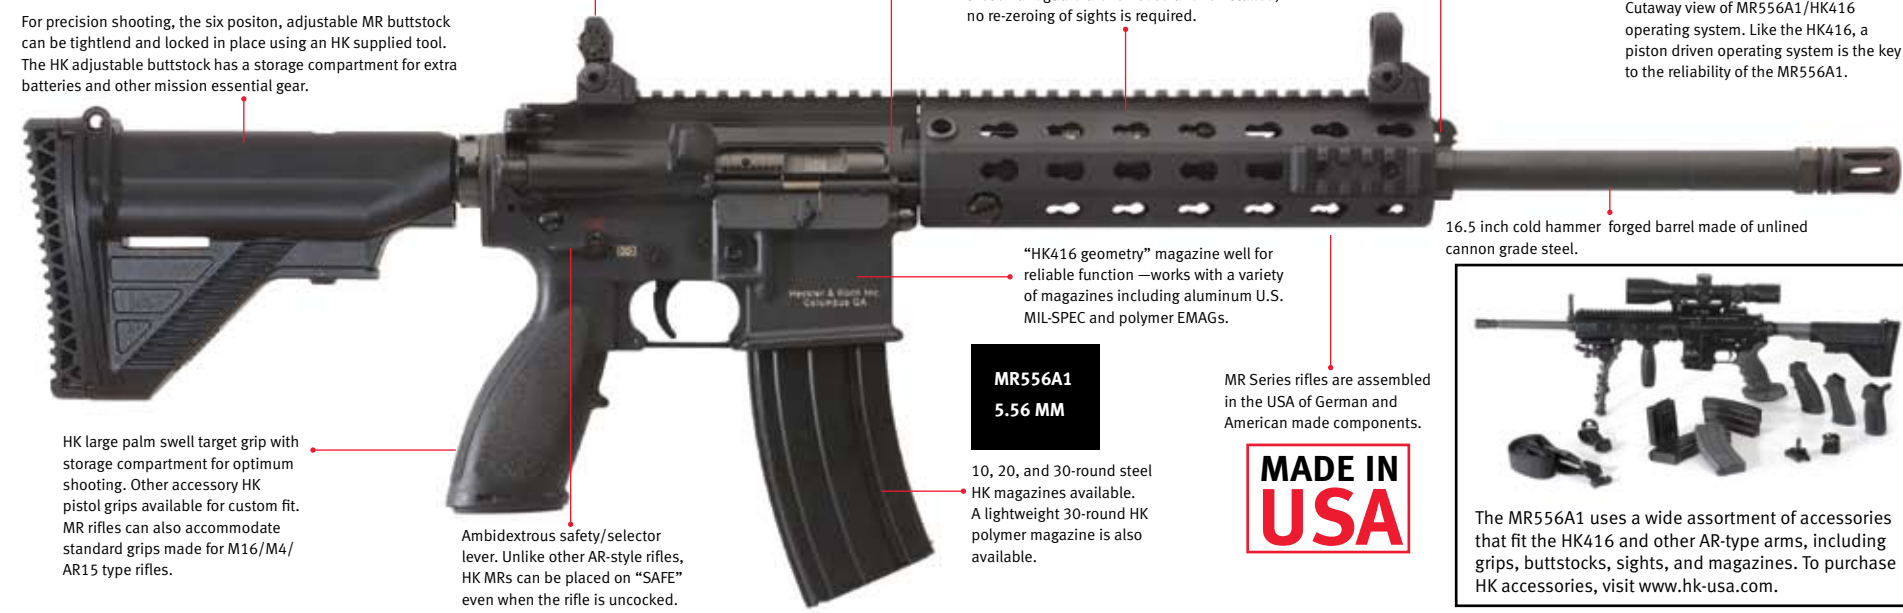 For precision shooting, the six positon, adjustable MR buttstock
can be tightlend and locked in place using an HK supplied tool.
The HK adjustable buttstock has a storage compartment for extra
batteries and other mission essential gear.
no re-zeroing of sights is required.
Cutaway view of MR556A1/HK416
operating system. Like the HK416, a
piston driven operating system is the key
to the reliability of the MR556A1.
16.5 inch cold hammer forged barrel made of unlined
cannon grade steel.
“HK416 geometry” magazine well for
reliable function —works with a variety
of magazines including aluminum U.S.
MIL-SPEC and polymer EMAGs.
Heckler & Koch Inc.
Columbus GA
MR556A1
5.56 MM
MR Series rifles are assembled
in the USA of German and
American made components.
MADE IN
USA
HK large palm swell target grip with
storage compartment for optimum
shooting. Other accessory HK
pistol grips available for custom fit.
MR rifles can also accommodate
standard grips made for M16/M4/
AR15 type rifles.
Ambidextrous safety/selector
lever. Unlike other AR-style rifles,
HK MRs can be placed on “SAFE”
even when the rifle is uncocked.
10, 20, and 30-round steel
HK magazines available.
A lightweight 30-round HK
polymer magazine is also
available.
The MR556A1 uses a wide assortment of accessories
that fit the HK416 and other AR-type arms, including
grips, buttstocks, sights, and magazines. To purchase
HK accessories, visit www.hk-usa.com.